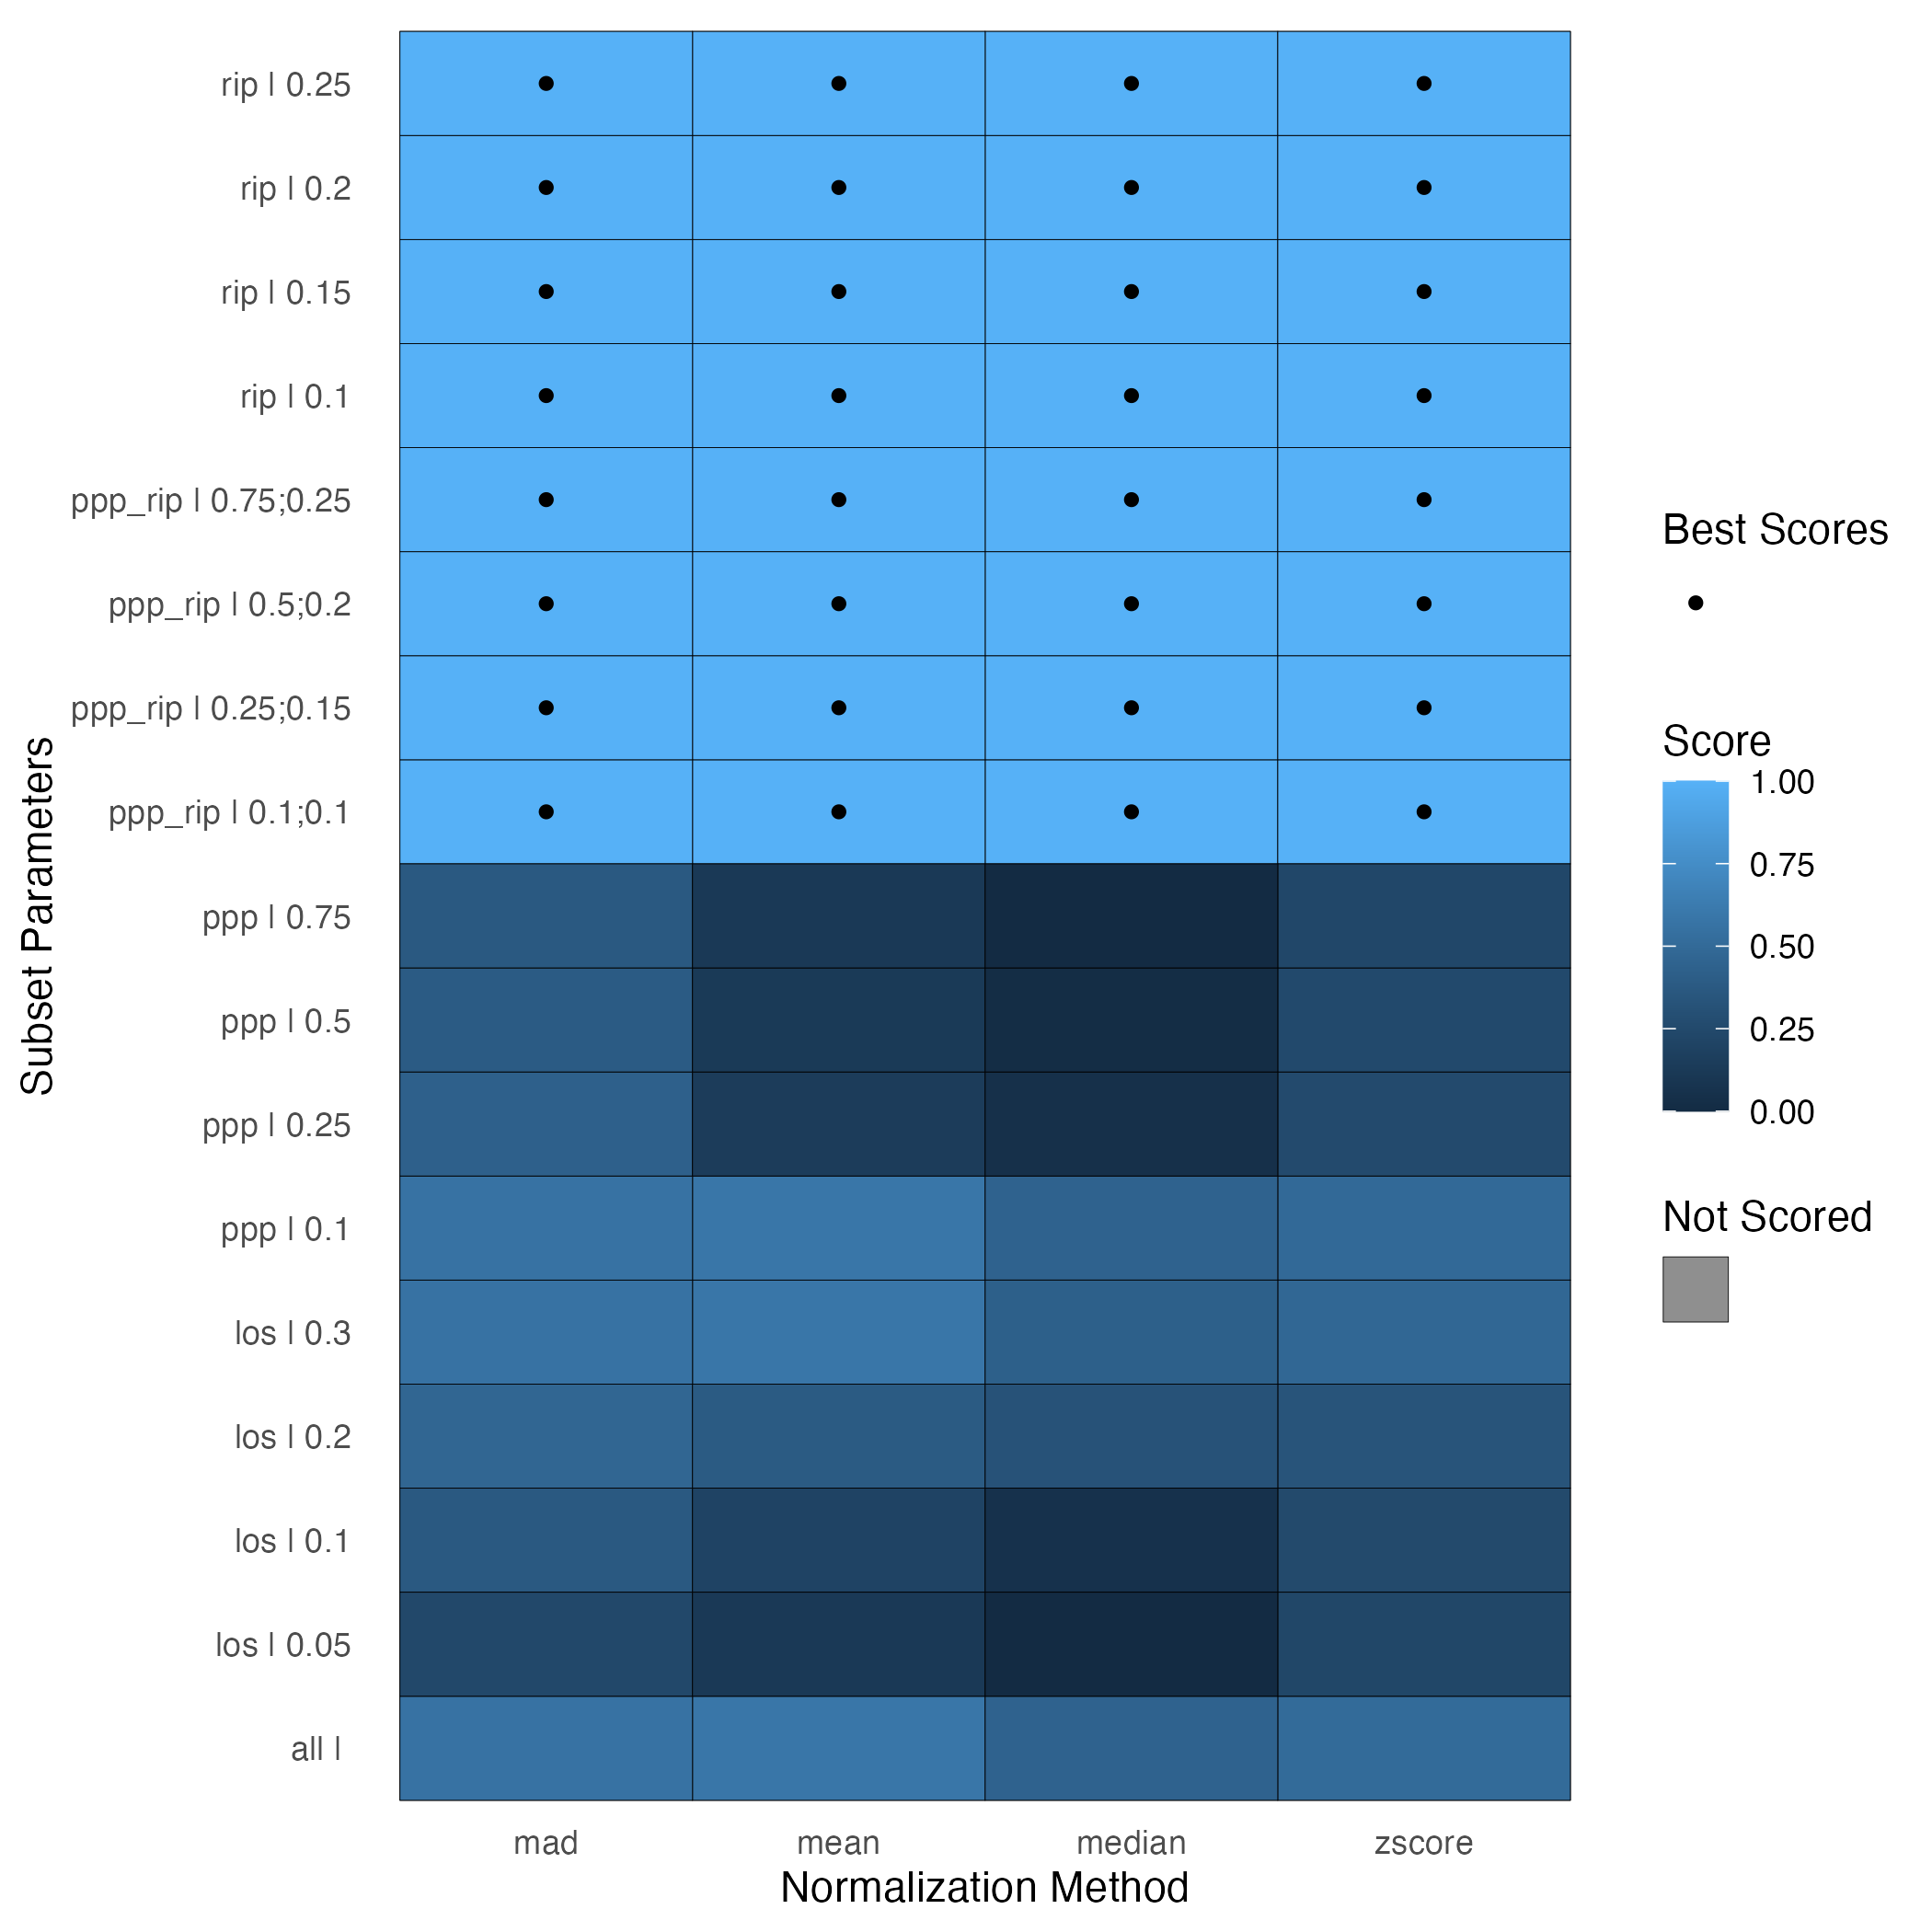 rip | 0.25
rip | 0.2
rip | 0.15
rip | 0.1
ppp_rip | 0.75;0.25
ppp_rip | 0.5;0.2
ppp_rip | 0.25;0.15
ppp_rip | 0.1;0.1
ppp | 0.75
ppp | 0.5
ppp | 0.25
ppp | 0.1
los | 0.3
los | 0.2
los | 0.1
los | 0.05
all |
Subset Parameters
mad mean median zscore
Normalization Method
Best Scores
Score
1.00
0.75
0.50
0.25
0.00
Not Scored